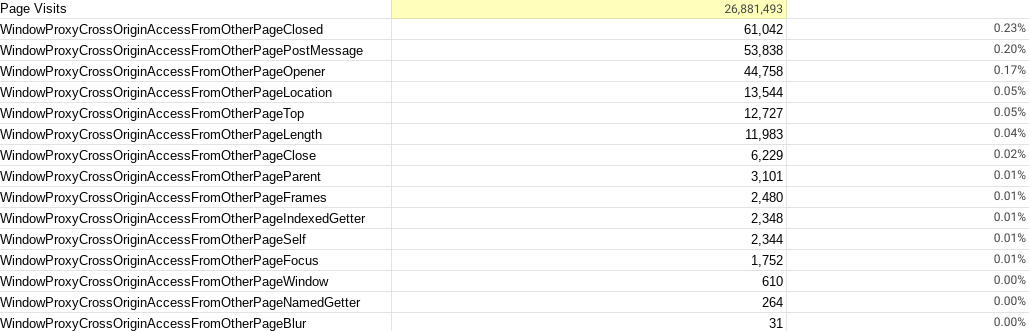 Page Visits 26,881,493
WindowProxyCrossOriginAccessFromOtherPageClosed 61,042 0.23%
WindowProxyCrossOriginAccessFromOtherPagePostMessage 53,838 0.20%
WindowProxyCrossOriginAccessFromOtherPageOpener 44,758 0.17%
WindowProxyCrossOriginAccessFromOtherPageLocation 13,544 0.05%
WindowProxyCrossOriginAccessFromOtherPageTop 12,727 0.05%
WindowProxyCrossOriginAccessFromOtherPageLength 11,983 0.04%
WindowProxyCrossOriginAccessFromOtherPageClose 6,229 0.02%
WindowProxyCrossOriginAccessFromOtherPageParent 3,101 0.01%
WindowProxyCrossOriginAccessFromOtherPageFrames 2,480 0.01%
WindowProxyCrossOriginAccessFromOtherPageIndexedGetter 2,348 0.01%
WindowProxyCrossOriginAccessFromOtherPageSelf 2,344 0.01%
WindowProxyCrossOriginAccessFromOtherPageFocus 1,752 0.01%
WindowProxyCrossOriginAccessFromOtherPageWindow 610 0.00%
WindowProxyCrossOriginAccessFromOtherPageNamedGetter 264 0.00%
WindowProxyCrossOriginAccessFromOtherPageBlur 31 0.00%